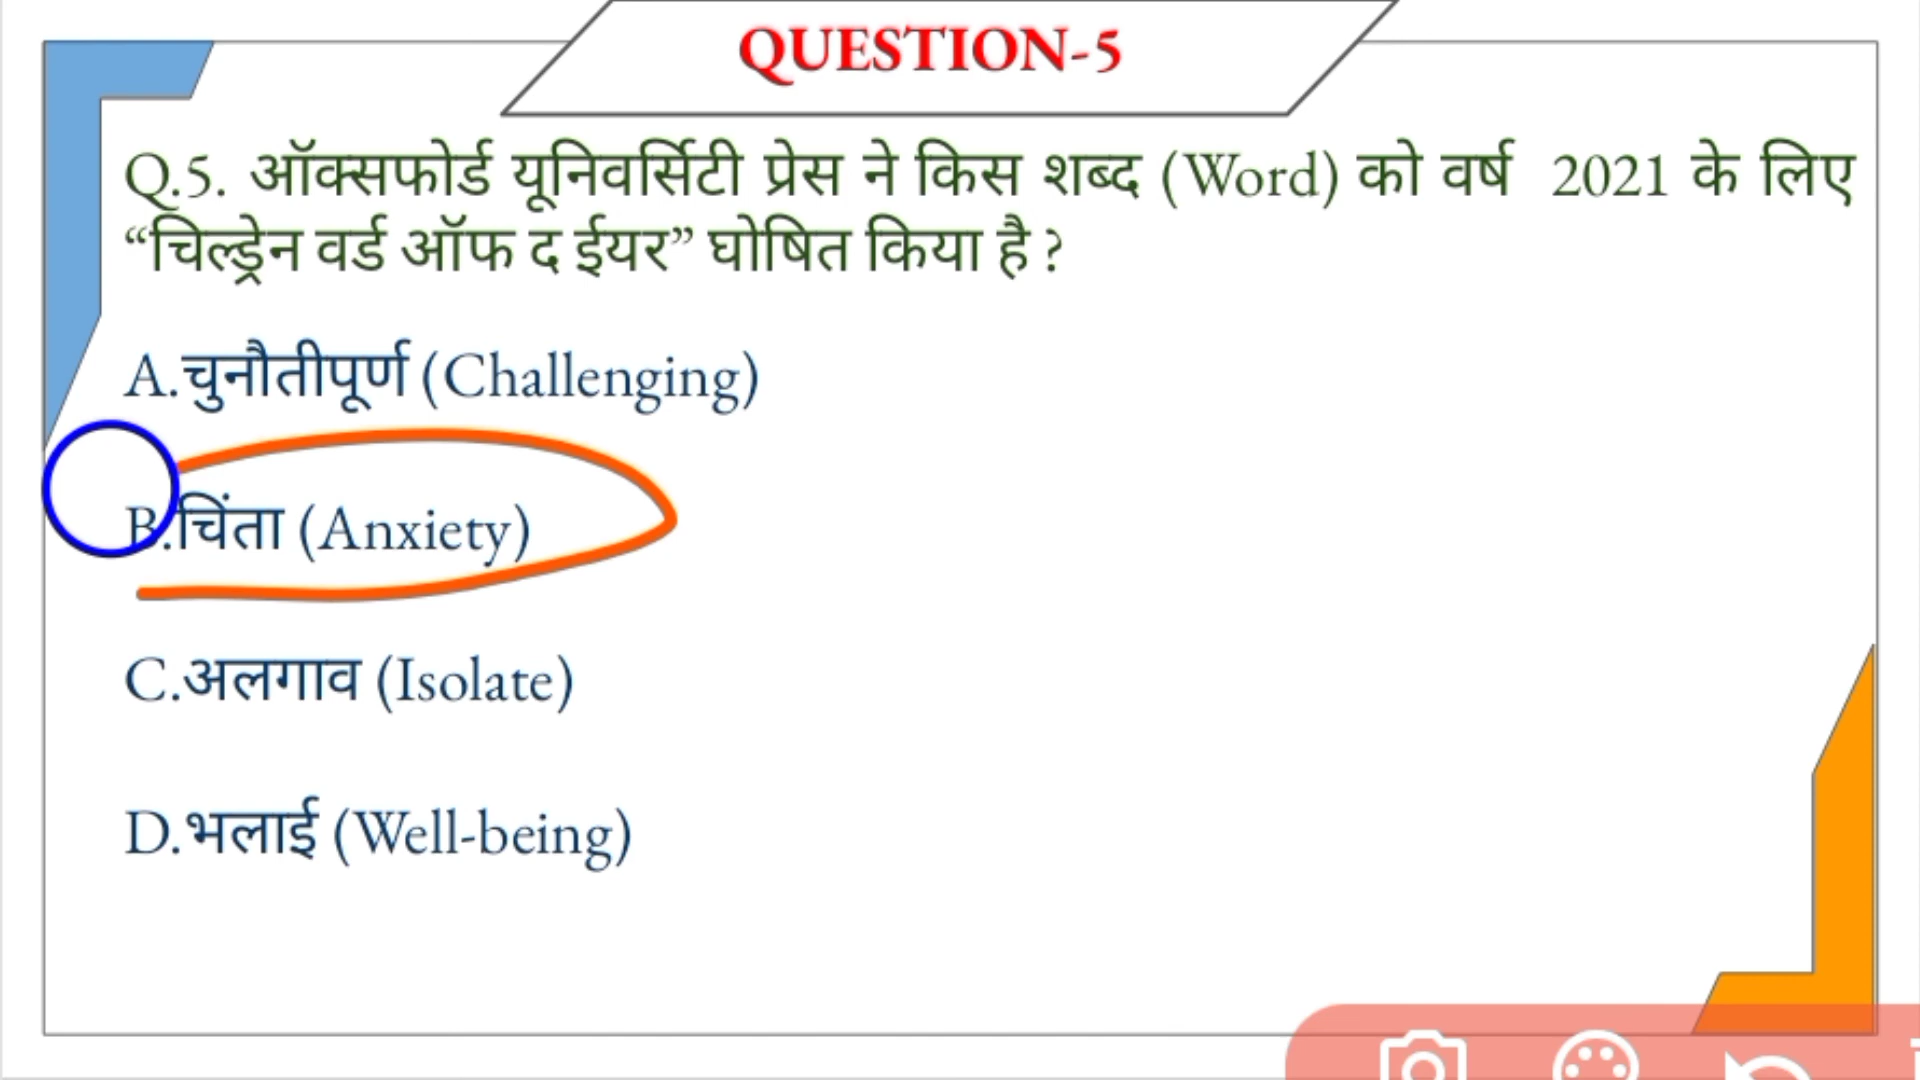 QUESTION-5
Q.5. ऑक्सफोर्ड यूनिवर्सिटी प्रेस ने किस शब्द (Word) को वर्ष 2021 के लिए
“चिल्ड्रेन वर्ड ऑफ द ईयर” घोषित किया है ?
A.चुनौतीपूर्ण (Challenging)
B.चिंता (Anxiety)
C.अलगाव (Isolate)
D.भलाई (Well-being)